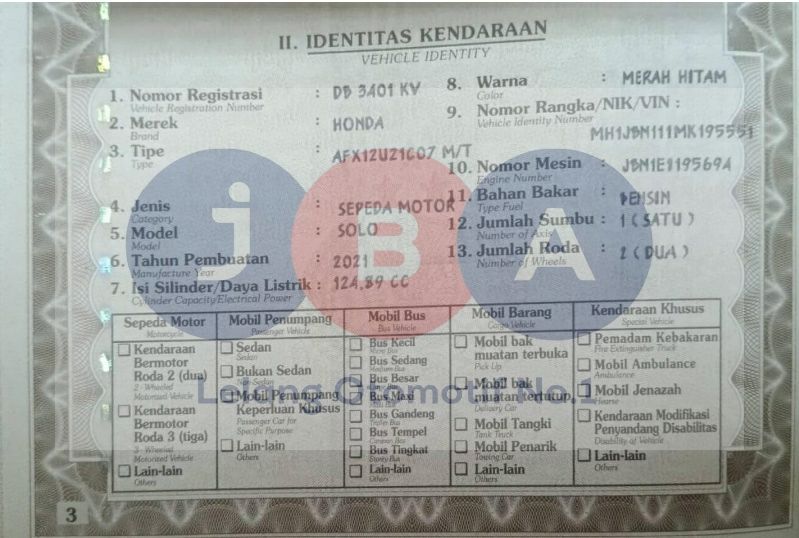 II. IDENTITAS KENDARAAN
VEHICLE IDENTITY
1. Nomor Registrasi : DB 3401 KV
Vehicle Registration Number
2. Merek : HONDA
Brand
3. Tipe : AFX12U21C07 M/T
Type
4. Jenis : SEPEDA MOTOR
Category
5. Model : SOLO
Model
6. Tahun Pembuatan : 2021
Manufacture Year
7. Isi Silinder/Daya Listrik : 124,89 CC
Cylinder Capacity/Electrical Power
8. Warna : MERAH HITAM
Color
9. Nomor Rangka/NIK/VIN :
Vehicle Identity Number
MH1JBN111MK195551
10. Nomor Mesin : JBN1E1195694
Engine Number
11. Bahan Bakar : BENSIN
Type Fuel
12. Jumlah Sumbu : 1 (SATU)
Number of Axis
13. Jumlah Roda : 2 (DUA)
Number of Wheels
jBA
Lelang Otomotif No.1
Sepeda Motor
Motorcycle
Kendaraan
Bermotor
Roda 2 (dua)
2-Wheeled
Motorized Vehicle
Kendaraan
Bermotor
Roda 3 (tiga)
3-Wheeled
Motorized Vehicle
Lain-lain
Others
Mobil Penumpang
Passenger Vehicle
Sedan
Sedan
Bukan Sedan
Non-Sedan
Mobil Penumpang
Keperluan Khusus
Passenger Car for
Specific Purpose
Lain-lain
Others
Mobil Bus
Bus Vehicle
Bus Kecil
Bus Sedang
Medium Bus
Bus Besar
Bus Maxi
Bus Gandeng
Bus Tempel
Bus Tingkat
Lain-lain
Others
Mobil Barang
Cargo Vehicle
Mobil bak
muatan terbuka
Pick Up
Mobil bak
muatan tertutup
Delivery Car
Mobil Tangki
Tank Truck
Mobil Penarik
Towing Car
Lain-lain
Others
Kendaraan Khusus
Special Vehicle
Pemadam Kebakaran
Fire Extinguisher Truck
Mobil Ambulance
Ambulance
Mobil Jenazah
Hearse
Kendaraan Modifikasi
Penyandang Disabilitas
Disability of Vehicle
Lain-lain
Others
3